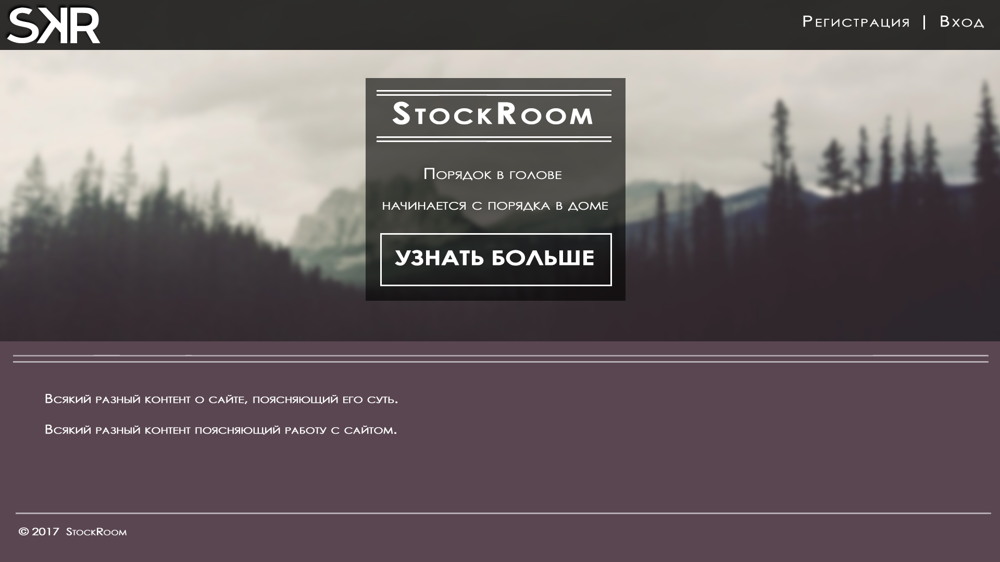 SKR
Регистрация | Вход
StockRoom
Порядок в голове
начинается с порядка в доме
УЗНАТЬ БОЛЬШЕ
Всякий разный контент о сайте, поясняющий его суть.
Всякий разный контент поясняющий работу с сайтом.
© 2017 StockRoom